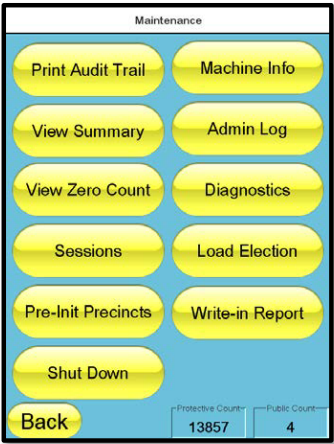 Maintenance
Print Audit Trail
Machine Info
View Summary
Admin Log
View Zero Count
Diagnostics
Sessions
Load Election
Pre-Init Precincts
Write-in Report
Shut Down
Back
Protective Count
13857
Public Count
4